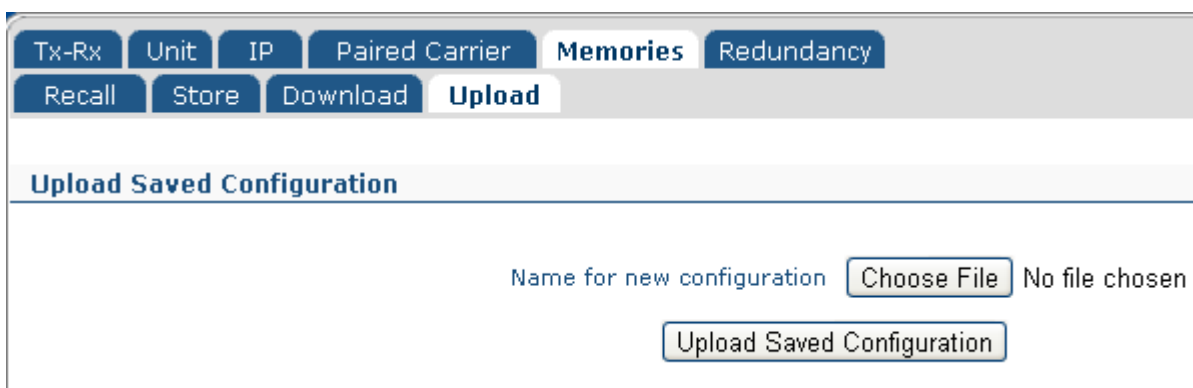 Tx-Rx Unit IP Paired Carrier Memories Redundancy
Recall Store Download Upload
Upload Saved Configuration
Name for new configuration Choose File No file chosen
Upload Saved Configuration